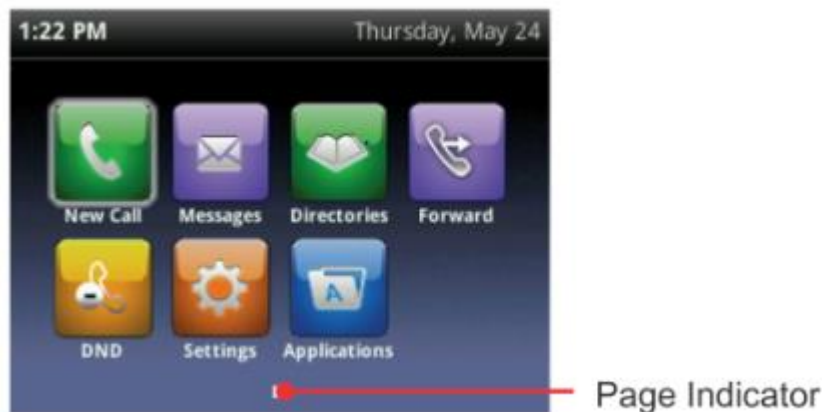 1:22 PM Thursday, May 24
New Call Messages Directories Forward
A
DND Settings Applications
Page Indicator